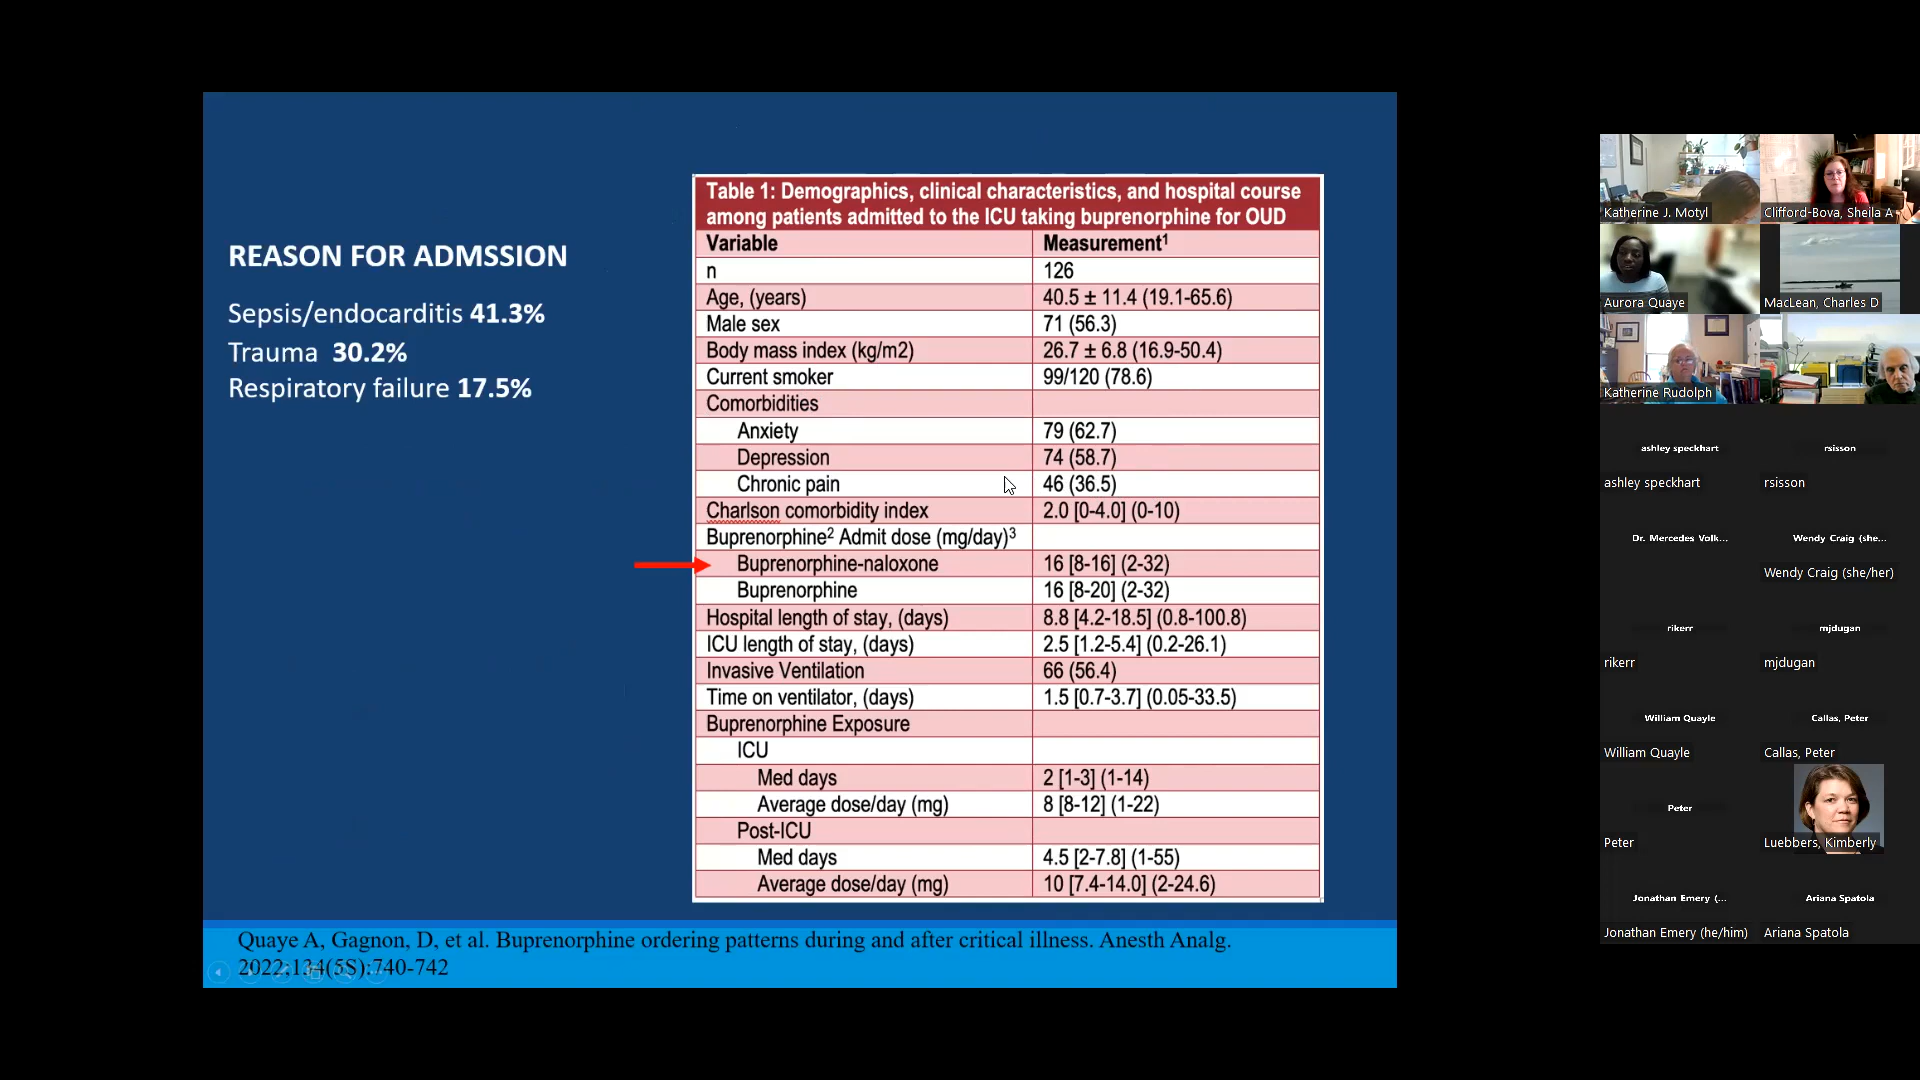 REASON FOR ADMSSION
Sepsis/endocarditis 41.3%
Trauma 30.2%
Respiratory failure 17.5%
Table 1: Demographics, clinical characteristics, and hospital course
among patients admitted to the ICU taking buprenorphine for OUD
Variable Measurement¹
n 126
Age, (years) 40.5 ± 11.4 (19.1-65.6)
Male sex 71 (56.3)
Body mass index (kg/m2) 26.7 ± 6.8 (16.9-50.4)
Current smoker 99/120 (78.6)
Comorbidities
Anxiety 79 (62.7)
Depression 74 (58.7)
Chronic pain 46 (36.5)
Charlson comorbidity index 2.0 [0-4.0] (0-10)
Buprenorphine² Admit dose (mg/day)³
Buprenorphine-naloxone 16 [8-16] (2-32)
Buprenorphine 16 [8-20] (2-32)
Hospital length of stay, (days) 8.8 [4.2-18.5] (0.8-100.8)
ICU length of stay, (days) 2.5 [1.2-5.4] (0.2-26.1)
Invasive Ventilation 66 (56.4)
Time on ventilator, (days) 1.5 [0.7-3.7] (0.05-33.5)
Buprenorphine Exposure
ICU
Med days 2 [1-3] (1-14)
Average dose/day (mg) 8 [8-12] (1-22)
Post-ICU
Med days 4.5 [2-7.8] (1-55)
Average dose/day (mg) 10 [7.4-14.0] (2-24.6)
Quaye A, Gagnon, D, et al. Buprenorphine ordering patterns during and after critical illness. Anesth Analg.
2022;134(5S):740-742
Katherine J. Motyl
Clifford-Bova, Sheila A
Aurora Quaye
MacLean, Charles D
Katherine Rudolph
ashley speckhart
rsisson
ashley speckhart
rsisson
Dr. Mercedes Volk...
Wendy Craig (she...
Wendy Craig (she/her)
rikerr
mjdugan
rikerr
mjdugan
William Quayle
Callas, Peter
William Quayle
Callas, Peter
Peter
Peter
Luebbers, Kimberly
Jonathan Emery (...
Ariana Spatola
Jonathan Emery (he/him)
Ariana Spatola